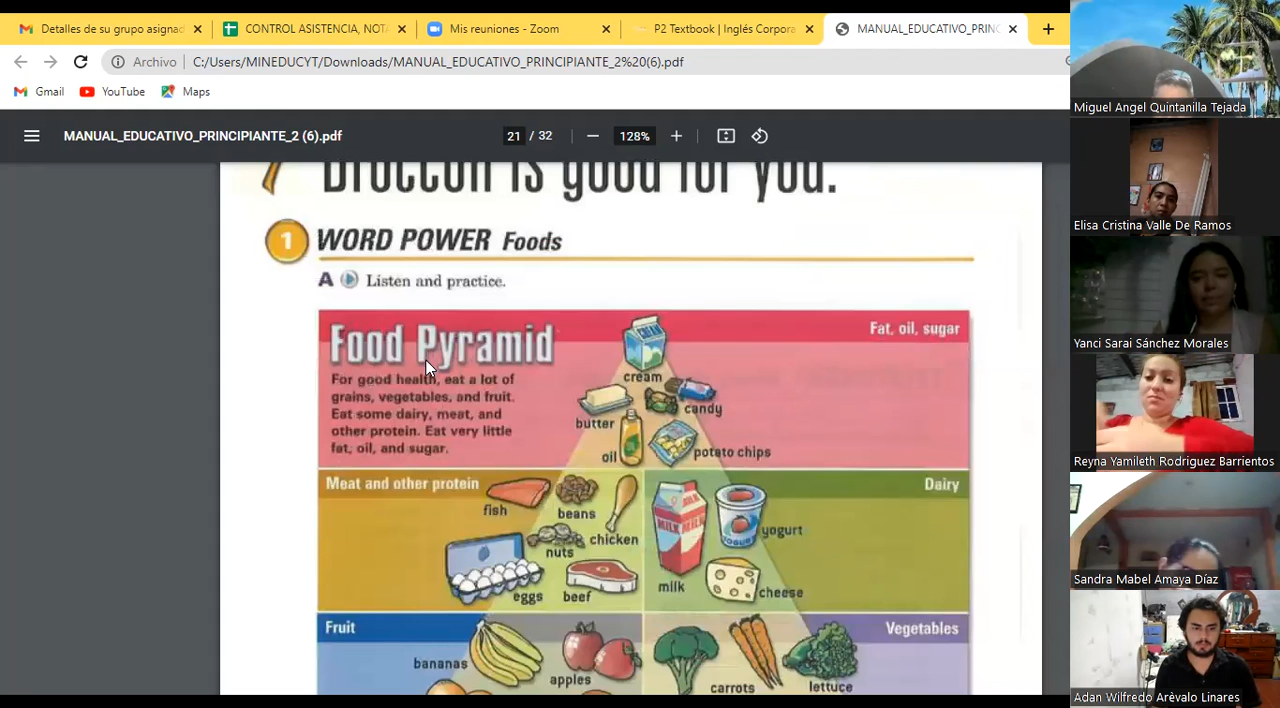 Detalles de su grupo asignad
CONTROL ASISTENCIA, NOT
Mis reuniones - Zoom
P2 Textbook | Inglés Corpora
MANUAL_EDUCATIVO_PRINC
Archivo
C:/Users/MINEDUCYT/Downloads/MANUAL_EDUCATIVO_PRINCIPIANTE_2%20(6).pdf
Gmail
YouTube
Maps
MANUAL_EDUCATIVO_PRINCIPIANTE_2 (6).pdf
21 / 32
128%
7 Broccoli is good for you.
1 WORD POWER Foods
A Listen and practice.
Food Pyramid
Fat, oil, sugar
For good health, eat a lot of
grains, vegetables, and fruit.
Eat some dairy, meat, and
other protein. Eat very little
fat, oil, and sugar.
CREAM
cream
butter
candy
oil
potato chips
Meat and other protein
Dairy
fish
beans
chicken
nuts
eggs
beef
MILK
MILK
YOGURT
yogurt
milk
cheese
Fruit
Vegetables
bananas
apples
carrots
lettuce
Miguel Angel Quintanilla Tejada
Elisa Cristina Valle De Ramos
Yanci Sarai Sánchez Morales
Reyna Yamileth Rodriguez Barrientos
Sandra Mabel Amaya Díaz
Adan Wilfredo Arèvalo Linares